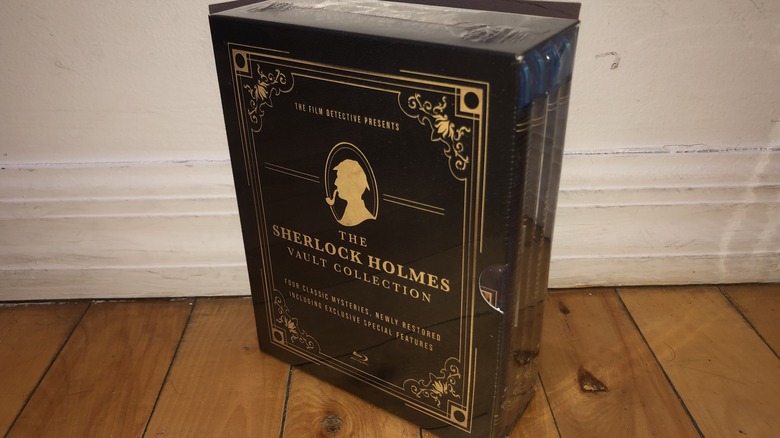 THE FILM DETECTIVE PRESENTS
THE
SHERLOCK HOLMES
VAULT COLLECTION
FOUR CLASSIC MYSTERIES, NEWLY RESTORED
INCLUDING EXCLUSIVE SPECIAL FEATURES